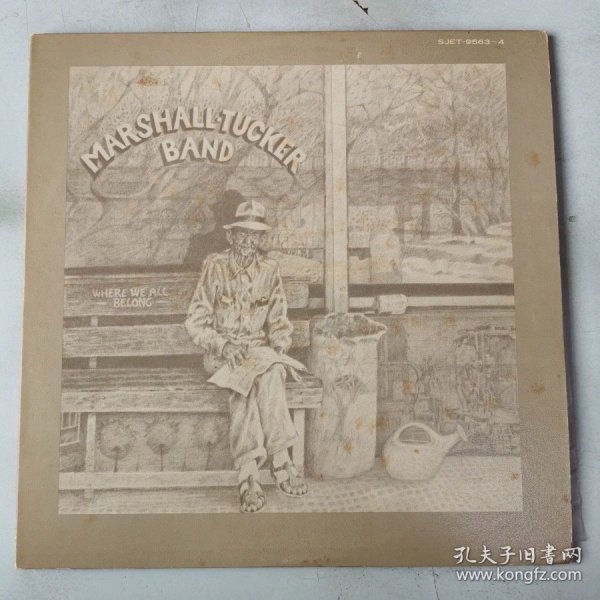 SJET-9563~4
MARSHALL TUCKER
BAND
WHERE WE ALL
BELONG
孔夫子旧书网
www.kongfz.com